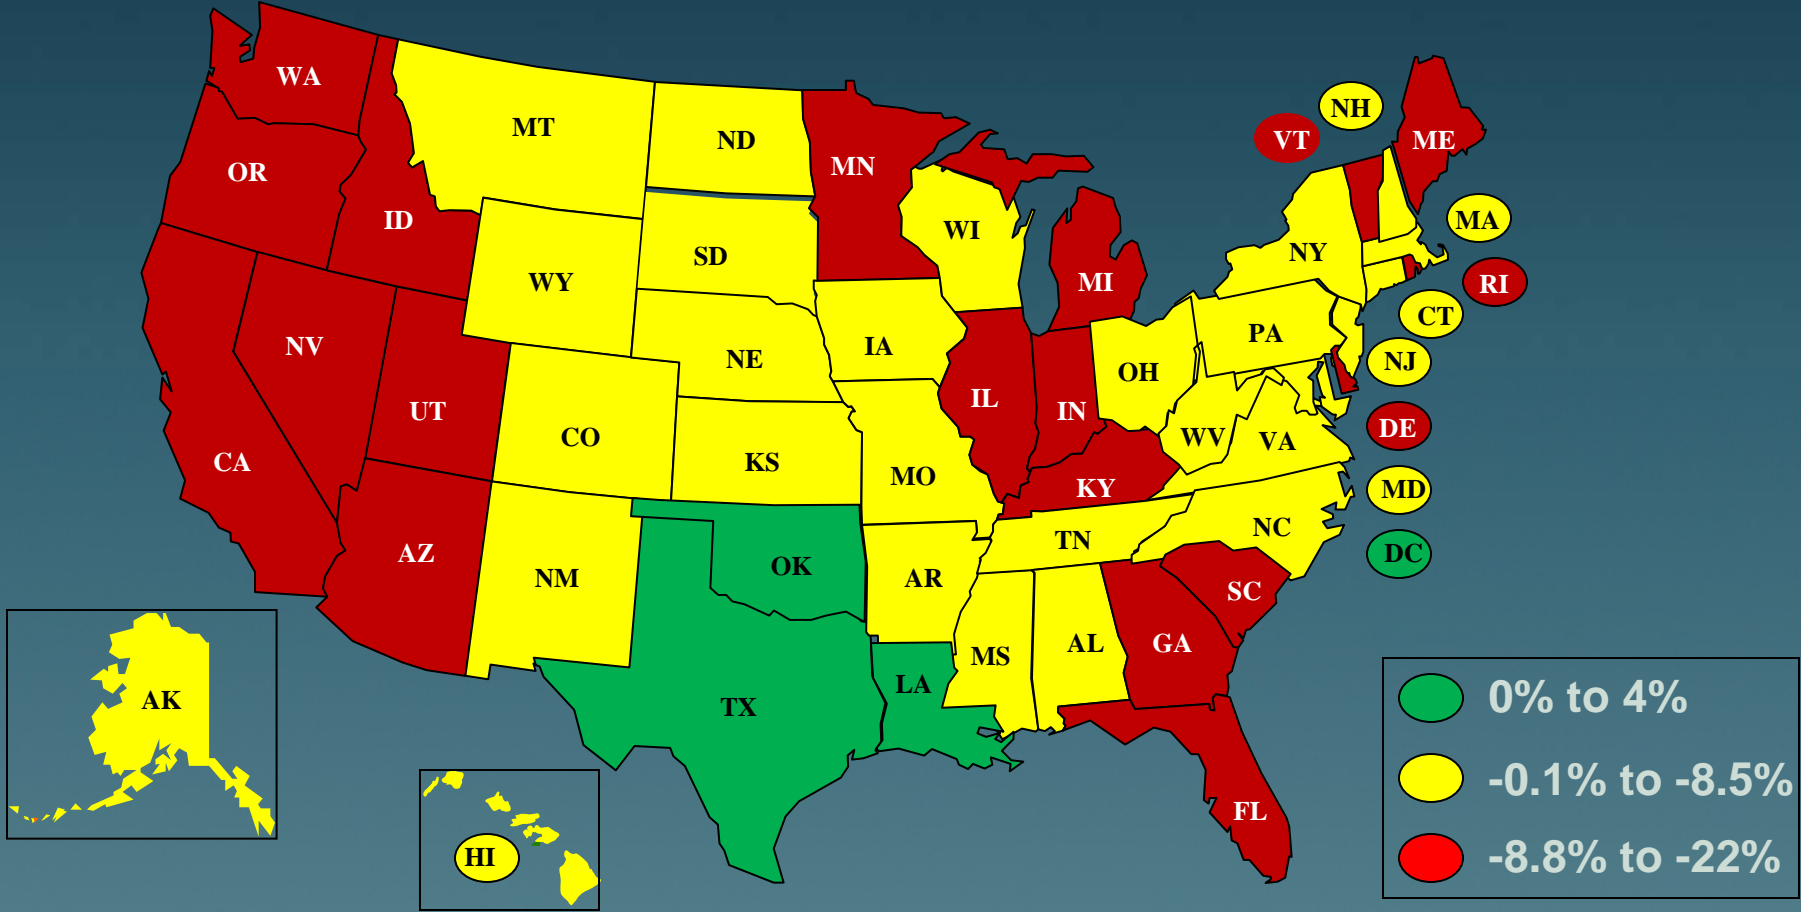 WA
MT
ND
MN
OR
ID
WY
SD
WI
MI
NY
VT
NH
ME
MA
RI
CT
NJ
DE
MD
DC
NV
UT
CO
NE
IA
IL
IN
OH
PA
CA
KS
MO
KY
WV
VA
AZ
NM
OK
AR
TN
NC
SC
TX
LA
MS
AL
GA
FL
AK
HI
0% to 4%
-0.1% to -8.5%
-8.8% to -22%